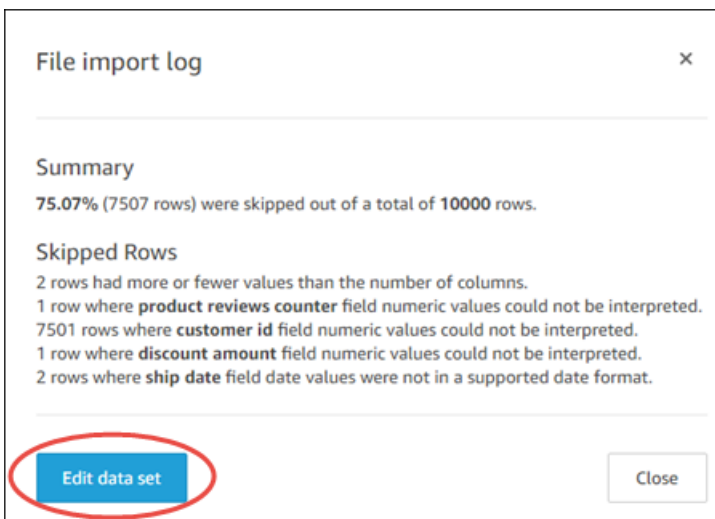 File import log
×
Summary
75.07% (7507 rows) were skipped out of a total of 10000 rows.
Skipped Rows
2 rows had more or fewer values than the number of columns.
1 row where product reviews counter field numeric values could not be interpreted.
7501 rows where customer id field numeric values could not be interpreted.
1 row where discount amount field numeric values could not be interpreted.
2 rows where ship date field date values were not in a supported date format.
Edit data set
Close